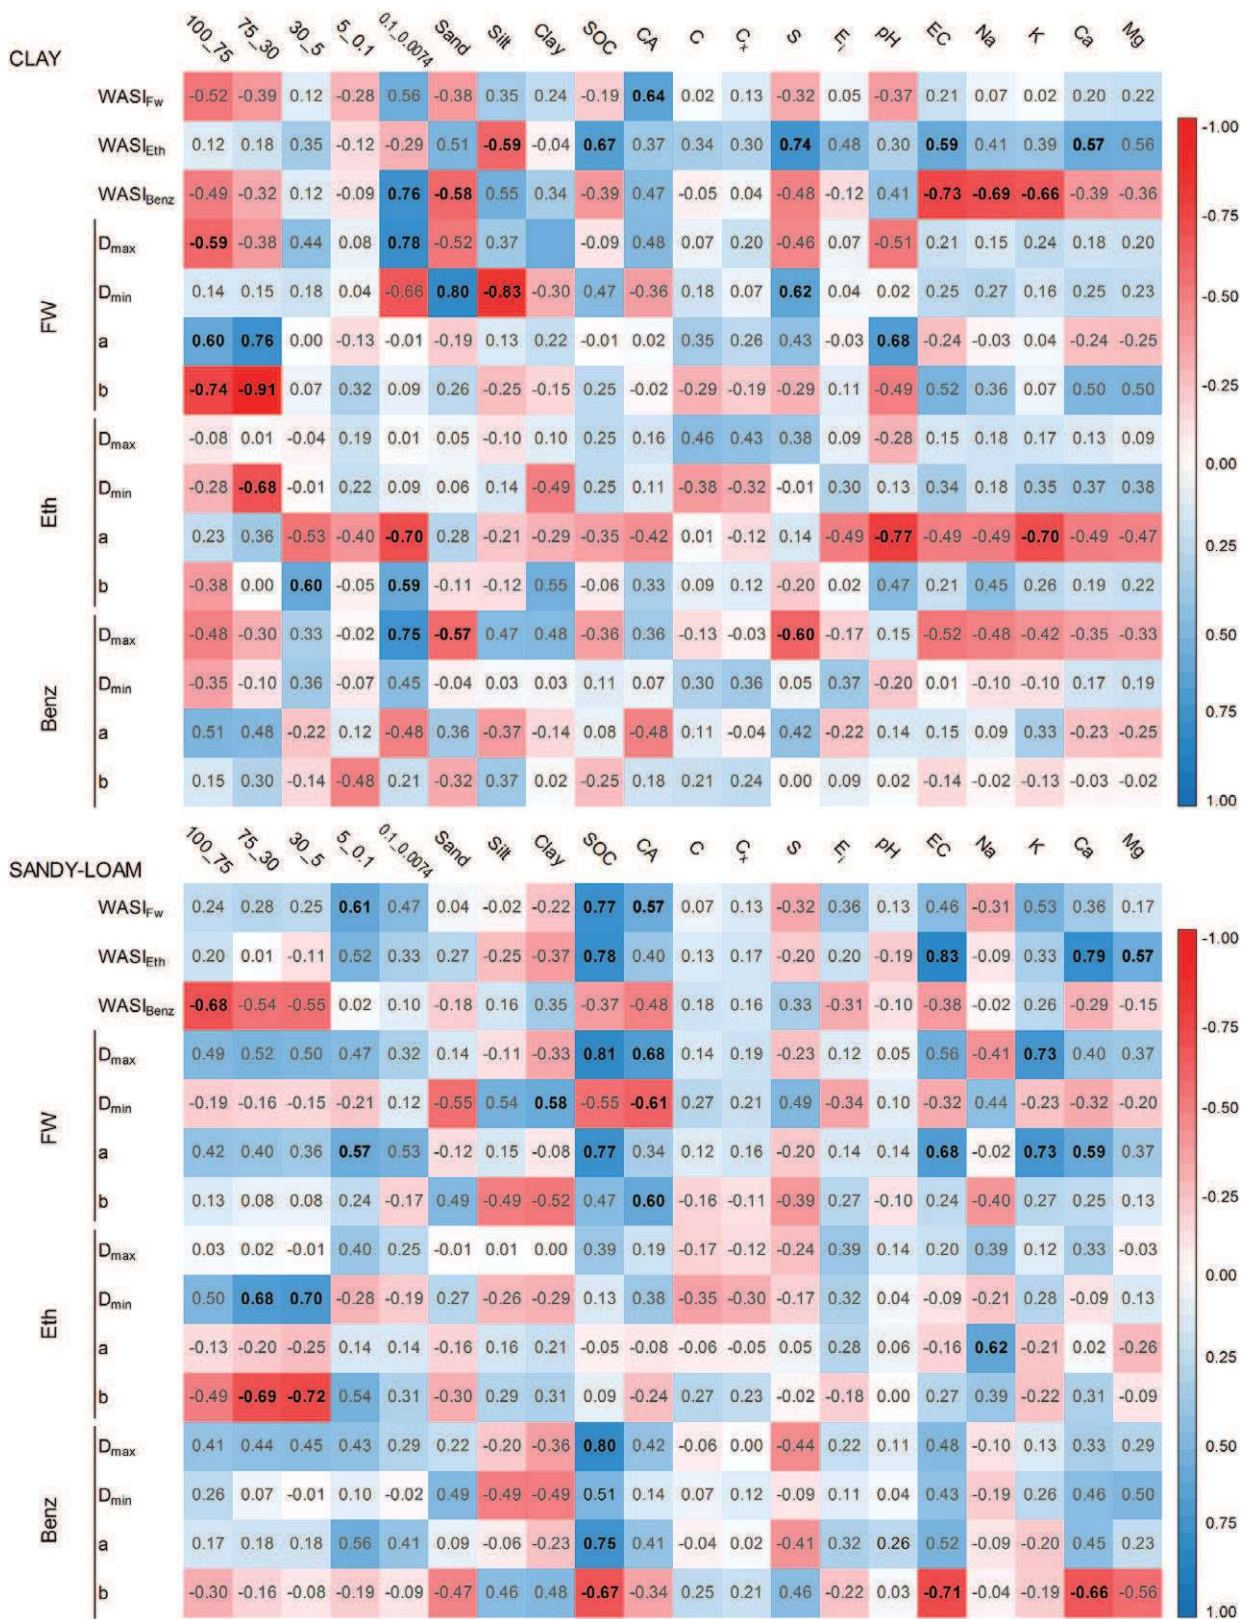 100_75 75_30 30_5 5_0.1 0.1_0.0074 Sand Silt Clay SOC CA C Cx S Ei pH EC Na K Ca Mg
CLAY
WASIFw -0.52 -0.39 0.12 -0.28 0.56 -0.38 0.35 0.24 -0.19 0.64 0.02 0.13 -0.32 0.05 -0.37 0.21 0.07 0.02 0.20 0.22
WASIEth 0.12 0.18 0.35 -0.12 -0.29 0.51 -0.59 -0.04 0.67 0.37 0.34 0.30 0.74 0.48 0.30 0.59 0.41 0.39 0.57 0.56
WASIBenz -0.49 -0.32 0.12 -0.09 0.76 -0.58 0.55 0.34 -0.39 0.47 -0.05 0.04 -0.48 -0.12 0.41 -0.73 -0.69 -0.66 -0.39 -0.36
FW
Dmax -0.59 -0.38 0.44 0.08 0.78 -0.52 0.37 -0.09 0.48 0.07 0.20 -0.46 0.07 -0.51 0.21 0.15 0.24 0.18 0.20
Dmin 0.14 0.15 0.18 0.04 -0.66 0.80 -0.83 -0.30 0.47 -0.36 0.18 0.07 0.62 0.04 0.02 0.25 0.27 0.16 0.25 0.23
a 0.60 0.76 0.00 -0.13 -0.01 -0.19 0.13 0.22 -0.01 0.02 0.35 0.26 0.43 -0.03 0.68 -0.24 -0.03 0.04 -0.24 -0.25
b -0.74 -0.91 0.07 0.32 0.09 0.26 -0.25 -0.15 0.25 -0.02 -0.29 -0.19 -0.29 0.11 -0.49 0.52 0.36 0.07 0.50 0.50
Eth
Dmax -0.08 0.01 -0.04 0.19 0.01 0.05 -0.10 0.10 0.25 0.16 0.46 0.43 0.38 0.09 -0.28 0.15 0.18 0.17 0.13 0.09
Dmin -0.28 -0.68 -0.01 0.22 0.09 0.06 0.14 -0.49 0.25 0.11 -0.38 -0.32 -0.01 0.30 0.13 0.34 0.18 0.35 0.37 0.38
a 0.23 0.36 -0.53 -0.40 -0.70 0.28 -0.21 -0.29 -0.35 -0.42 0.01 -0.12 0.14 -0.49 -0.77 -0.49 -0.49 -0.70 -0.49 -0.47
b -0.38 0.00 0.60 -0.05 0.59 -0.11 -0.12 0.55 -0.06 0.33 0.09 0.12 -0.20 0.02 0.47 0.21 0.45 0.26 0.19 0.22
Benz
Dmax -0.48 -0.30 0.33 -0.02 0.75 -0.57 0.47 0.48 -0.36 0.36 -0.13 -0.03 -0.60 -0.17 0.15 -0.52 -0.48 -0.42 -0.35 -0.33
Dmin -0.35 -0.10 0.36 -0.07 0.45 -0.04 0.03 0.03 0.11 0.07 0.30 0.36 0.05 0.37 -0.20 0.01 -0.10 -0.10 0.17 0.19
a 0.51 0.48 -0.22 0.12 -0.48 0.36 -0.37 -0.14 0.08 -0.48 0.11 -0.04 0.42 -0.22 0.14 0.15 0.09 0.33 -0.23 -0.25
b 0.15 0.30 -0.14 -0.48 0.21 -0.32 0.37 0.02 -0.25 0.18 0.21 0.24 0.00 0.09 0.02 -0.14 -0.02 -0.13 -0.03 -0.02
-1.00
-0.75
-0.50
-0.25
0.00
0.25
0.50
0.75
1.00
100_75 75_30 30_5 5_0.1 0.1_0.0074 Sand Silt Clay SOC CA C Cx S Ei pH EC Na K Ca Mg
SANDY-LOAM
WASIFw 0.24 0.28 0.25 0.61 0.47 0.04 -0.02 -0.22 0.77 0.57 0.07 0.13 -0.32 0.36 0.13 0.46 -0.31 0.53 0.36 0.17
WASIEth 0.20 0.01 -0.11 0.52 0.33 0.27 -0.25 -0.37 0.78 0.40 0.13 0.17 -0.20 0.20 -0.19 0.83 -0.09 0.33 0.79 0.57
WASIBenz -0.68 -0.54 -0.55 0.02 0.10 -0.18 0.16 0.35 -0.37 -0.48 0.18 0.16 0.33 -0.31 -0.10 -0.38 -0.02 0.26 -0.29 -0.15
FW
Dmax 0.49 0.52 0.50 0.47 0.32 0.14 -0.11 -0.33 0.81 0.68 0.14 0.19 -0.23 0.12 0.05 0.56 -0.41 0.73 0.40 0.37
Dmin -0.19 -0.16 -0.15 -0.21 0.12 -0.55 0.54 0.58 -0.55 -0.61 0.27 0.21 0.49 -0.34 0.10 -0.32 0.44 -0.23 -0.32 -0.20
a 0.42 0.40 0.36 0.57 0.53 -0.12 0.15 -0.08 0.77 0.34 0.12 0.16 -0.20 0.14 0.14 0.68 -0.02 0.73 0.59 0.37
b 0.13 0.08 0.08 0.24 -0.17 0.49 -0.49 -0.52 0.47 0.60 -0.16 -0.11 -0.39 0.27 -0.10 0.24 -0.40 0.27 0.25 0.13
Eth
Dmax 0.03 0.02 -0.01 0.40 0.25 -0.01 0.01 0.00 0.39 0.19 -0.17 -0.12 -0.24 0.39 0.14 0.20 0.39 0.12 0.33 -0.03
Dmin 0.50 0.68 0.70 -0.28 -0.19 0.27 -0.26 -0.29 0.13 0.38 -0.35 -0.30 -0.17 0.32 0.04 -0.09 -0.21 0.28 -0.09 0.13
a -0.13 -0.20 -0.25 0.14 0.14 -0.16 0.16 0.21 -0.05 -0.08 -0.06 -0.05 0.05 0.28 0.06 -0.16 0.62 -0.21 0.02 -0.26
b -0.49 -0.69 -0.72 0.54 0.31 -0.30 0.29 0.31 0.09 -0.24 0.27 0.23 -0.02 -0.18 0.00 0.27 0.39 -0.22 0.31 -0.09
Benz
Dmax 0.41 0.44 0.45 0.43 0.29 0.22 -0.20 -0.36 0.80 0.42 -0.06 0.00 -0.44 0.22 0.11 0.48 -0.10 0.13 0.33 0.29
Dmin 0.26 0.07 -0.01 0.10 -0.02 0.49 -0.49 -0.49 0.51 0.14 0.07 0.12 -0.09 0.11 0.04 0.43 -0.19 0.26 0.46 0.50
a 0.17 0.18 0.18 0.56 0.41 0.09 -0.06 -0.23 0.75 0.41 -0.04 0.02 -0.41 0.32 0.26 0.52 -0.09 -0.20 0.45 0.23
b -0.30 -0.16 -0.08 -0.19 -0.09 -0.47 0.46 0.48 -0.67 -0.34 0.25 0.21 0.46 -0.22 0.03 -0.71 -0.04 -0.19 -0.66 -0.56
-1.00
-0.75
-0.50
-0.25
0.00
0.25
0.50
0.75
1.00